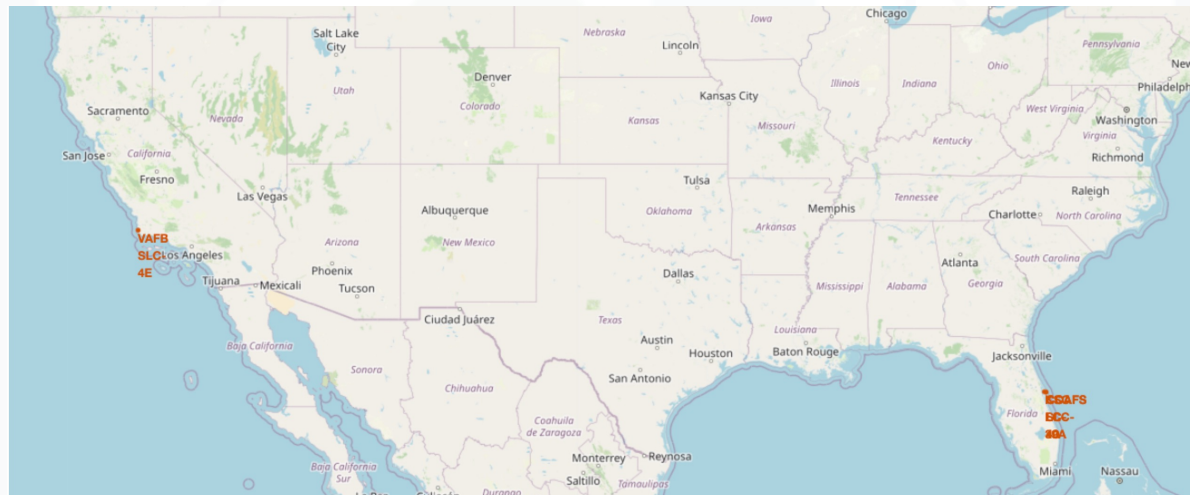 Chicago
Iowa
Nebraska
Salt Lake
City
Lincoln
Pennsylvania
Ohio
Denver
Illinois
Indiana
Utah
Colorado
Kansas City
Sacramento
Nevada
West Virginia
Washington
Kansas
Missouri
Virginia
Kentucky
San Jose
California
Richmond
Fresno
Tulsa
Las Vegas
Raleigh
Tennessee
Albuquerque
Oklahoma
Memphis
Charlotte
North Carolina
Arkansas
VAFB
SLC-
4E
Los Angeles
Arizona
New Mexico
Atlanta
South Carolina
Phoenix
Dallas
Tijuana
Mexicali
Tucson
Mississippi
Alabama
Georgia
Ciudad Juárez
Texas
Louisiana
Austin
Baton Rouge
Jacksonville
Houston
Baja California
Sonora
San Antonio
Chihuahua
Florida
Coahuila
de Zaragoza
Monterrey
Reynosa
Baja California
Sur
Saltillo
Tamaulipas
Miami
Nassau
Durango